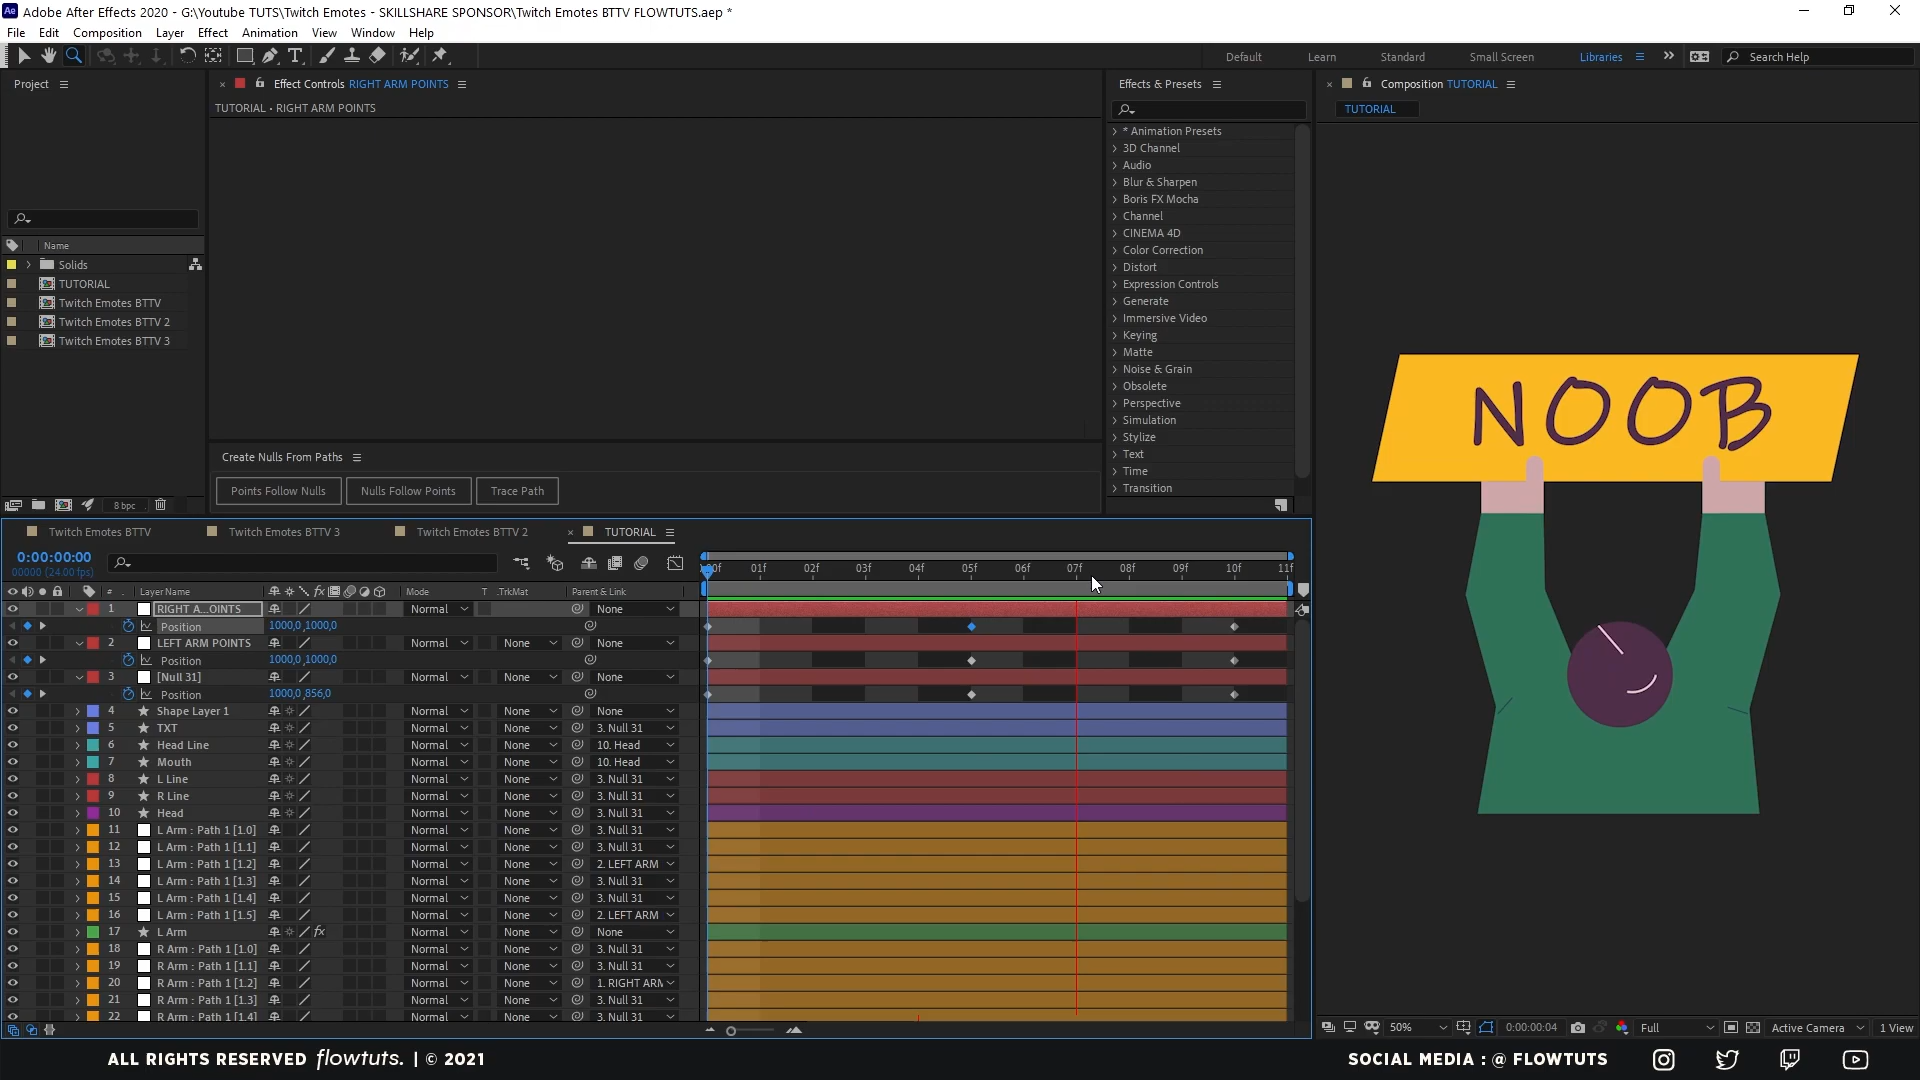 Adobe After Effects 2020 - G:\Youtube TUTS\Twitch Emotes - SKILLSHARE SPONSOR\Twitch Emotes BTTV FLOWTUTS.aep *
File Edit Composition Layer Effect Animation View Window Help
Default Learn Standard Small Screen Libraries Search Help
Project
Effect Controls RIGHT ARM POINTS
Effects & Presets
Composition TUTORIAL
TUTORIAL • RIGHT ARM POINTS
TUTORIAL
* Animation Presets
3D Channel
Audio
Blur & Sharpen
Boris FX Mocha
Channel
CINEMA 4D
Color Correction
Distort
Expression Controls
Generate
Immersive Video
Keying
Matte
Noise & Grain
Obsolete
Perspective
Simulation
Stylize
Text
Time
Transition
Name
Solids
TUTORIAL
Twitch Emotes BTTV
Twitch Emotes BTTV 2
Twitch Emotes BTTV 3
8 bpc
Create Nulls From Paths
Points Follow Nulls Nulls Follow Points Trace Path
NOOB
Twitch Emotes BTTV Twitch Emotes BTTV 3 Twitch Emotes BTTV 2 TUTORIAL
0:00:00:00
00000 (24.00 fps)
:00f 01f 02f 03f 04f 05f 06f 07f 08f 09f 10f 11f
# Layer Name fx Mode T .TrkMat Parent & Link
1 RIGHT A...OINTS Normal None
Position 1000,0,1000,0
2 LEFT ARM POINTS Normal None None
Position 1000,0,1000,0
3 [Null 31] Normal None None
Position 1000,0,856,0
4 Shape Layer 1 Normal None None
5 TXT Normal None 3. Null 31
6 Head Line Normal None 10. Head
7 Mouth Normal None 10. Head
8 L Line Normal None 3. Null 31
9 R Line Normal None 3. Null 31
10 Head Normal None 3. Null 31
11 L Arm : Path 1 [1.0] Normal None 3. Null 31
12 L Arm : Path 1 [1.1] Normal None 3. Null 31
13 L Arm : Path 1 [1.2] Normal None 2. LEFT ARM
14 L Arm : Path 1 [1.3] Normal None 3. Null 31
15 L Arm : Path 1 [1.4] Normal None 3. Null 31
16 L Arm : Path 1 [1.5] Normal None 2. LEFT ARM
17 L Arm fx Normal None None
18 R Arm : Path 1 [1.0] Normal None 3. Null 31
19 R Arm : Path 1 [1.1] Normal None 3. Null 31
20 R Arm : Path 1 [1.2] Normal None 1. RIGHT ARM
21 R Arm : Path 1 [1.3] Normal None 3. Null 31
22 R Arm : Path 1 [1.4] Normal None 3. Null 31
50% 0:00:00:04 Full Active Camera 1 View
ALL RIGHTS RESERVED flowtuts. | © 2021
SOCIAL MEDIA : @ FLOWTUTS